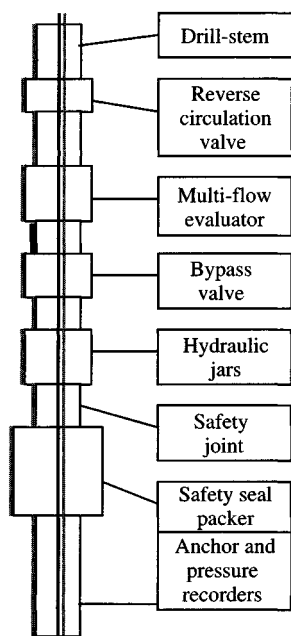 Drill-stem
Reverse
circulation
valve
Multi-flow
evaluator
Bypass
valve
Hydraulic
jars
Safety
joint
Safety seal
packer
Anchor and
pressure
recorders